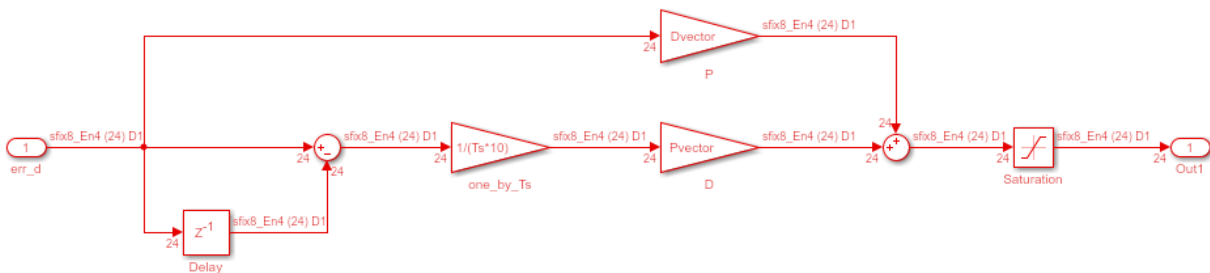 sfix8_En4 (24) D1
Dvector
24
P
24
1
sfix8_En4 (24) D1
err_d
24
+
−
24
sfix8_En4 (24) D1
24
1/(Ts*10)
one_by_Ts
sfix8_En4 (24) D1
24
Pvector
D
sfix8_En4 (24) D1
24
+
+
sfix8_En4 (24) D1
24
Saturation
sfix8_En4 (24) D1
24
1
Out1
24
Z-1
Delay
sfix8_En4 (24) D1